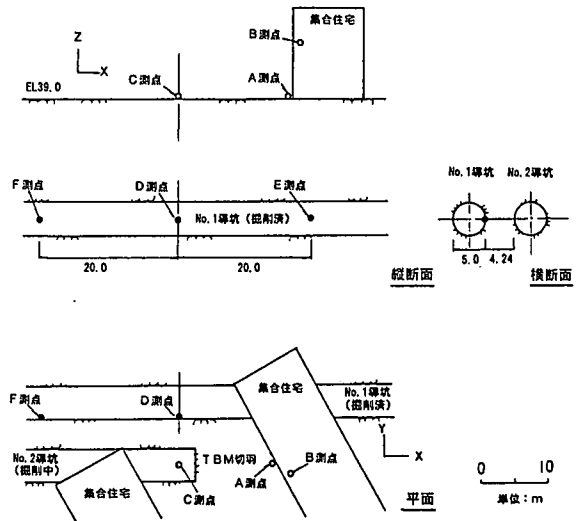 集合住宅
B測点
Z
X
C測点
A測点
EL39.0
F測点
D測点
E測点
No.1導坑（掘削済）
20.0
20.0
縦断面
No.1導坑
No.2導坑
5.0
4.24
横断面
集合住宅
No.1導坑
（掘削済）
F測点
D測点
Y
X
No.2導坑
（掘削中）
TBM切羽
A測点
B測点
C測点
集合住宅
平面
0
10
単位：m